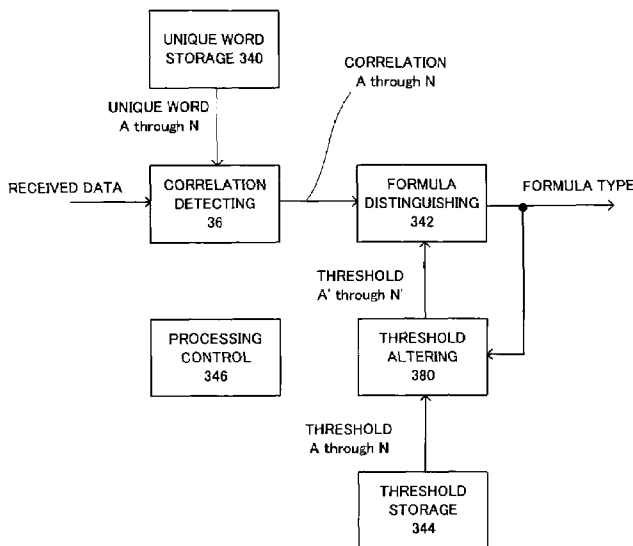 UNIQUE WORD
STORAGE 340
UNIQUE WORD
A through N
CORRELATION
A through N
RECEIVED DATA
CORRELATION
DETECTING
36
FORMULA
DISTINGUISHING
342
FORMULA TYPE
THRESHOLD
A' through N'
PROCESSING
CONTROL
346
THRESHOLD
ALTERING
380
THRESHOLD
A through N
THRESHOLD
STORAGE
344